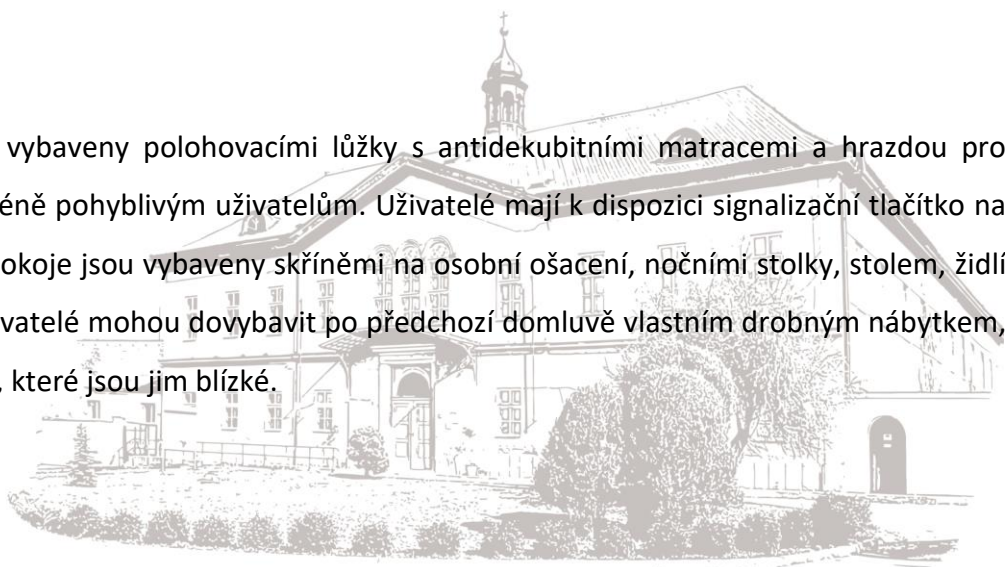 vybaveny polohovacími lůžky s antidekubitními matracemi a hrazdou pro
éně pohyblivým uživatelům. Uživatelé mají k dispozici signalizační tlačítko na
okoje jsou vybaveny skříněmi na osobní ošacení, nočními stolky, stolem, židlí
vatelé mohou dovybavit po předchozí domluvě vlastním drobným nábytkem,
, které jsou jim blízké.